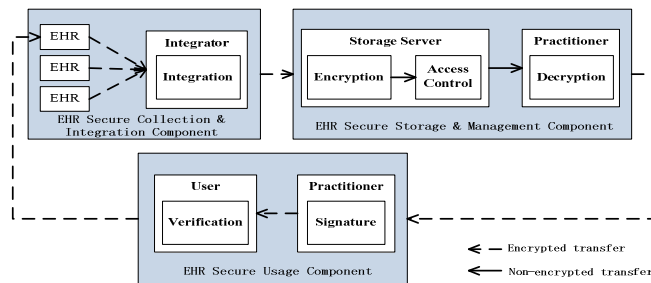 EHR
EHR
EHR
Integrator
Integration
EHR Secure Collection &
Integration Component
Storage Server
Encryption
Access
Control
Practitioner
Decryption
EHR Secure Storage & Management Component
User
Verification
Practitioner
Signature
EHR Secure Usage Component
Encrypted transfer
Non-encrypted transfer